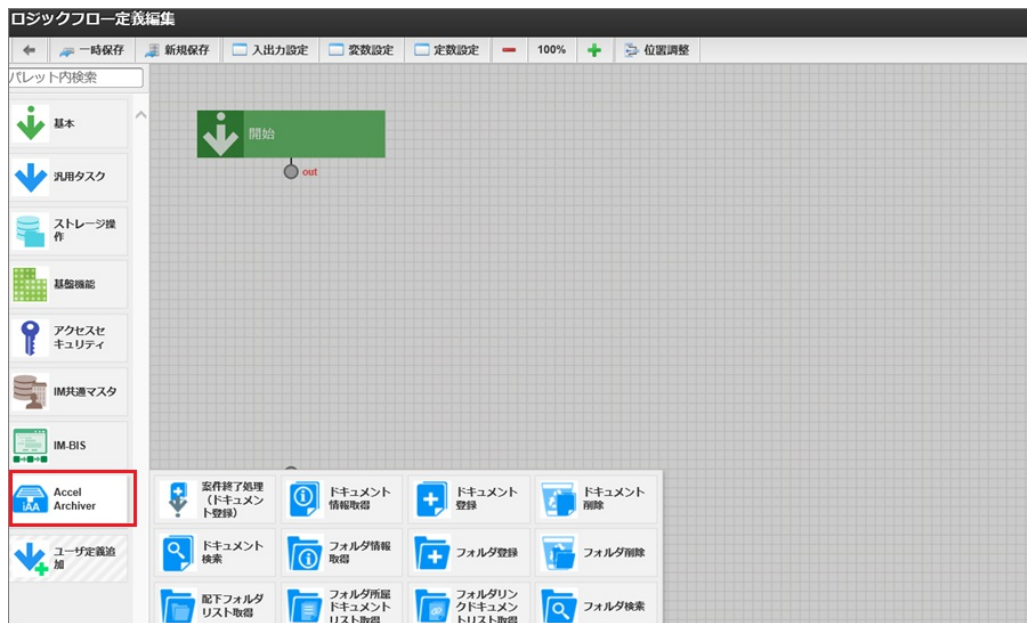 ロジックフロー定義編集
一時保存 新規保存 入出力設定 変数設定 定数設定 100% 位置調整
パレット内検索
基本
開始
out
汎用タスク
ストレージ操
作
基盤機能
アクセスセ
キュリティ
IM共通マスタ
IM-BIS
iAA
Accel
Archiver
案件終了処理
(ドキュメン
ト登録)
ドキュメント
情報取得
ドキュメント
登録
ドキュメント
削除
ユーザ定義追
加
ドキュメント
検索
フォルダ情報
取得
フォルダ登録
フォルダ削除
配下フォルダ
リスト取得
フォルダ所属
ドキュメント
リスト取得
フォルダリン
クドキュメン
トリスト取得
フォルダ検索